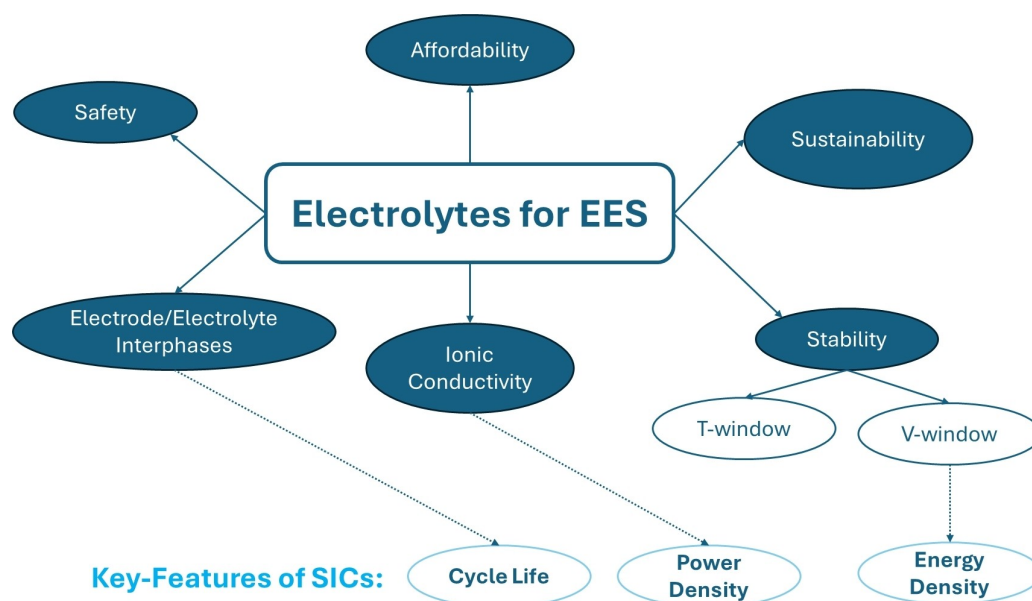 Affordability
Safety
Sustainability
Electrolytes for EES
Electrode/Electrolyte
Interphases
Ionic
Conductivity
Stability
T-window
V-window
Key-Features of SICs:
Cycle Life
Power
Density
Energy
Density